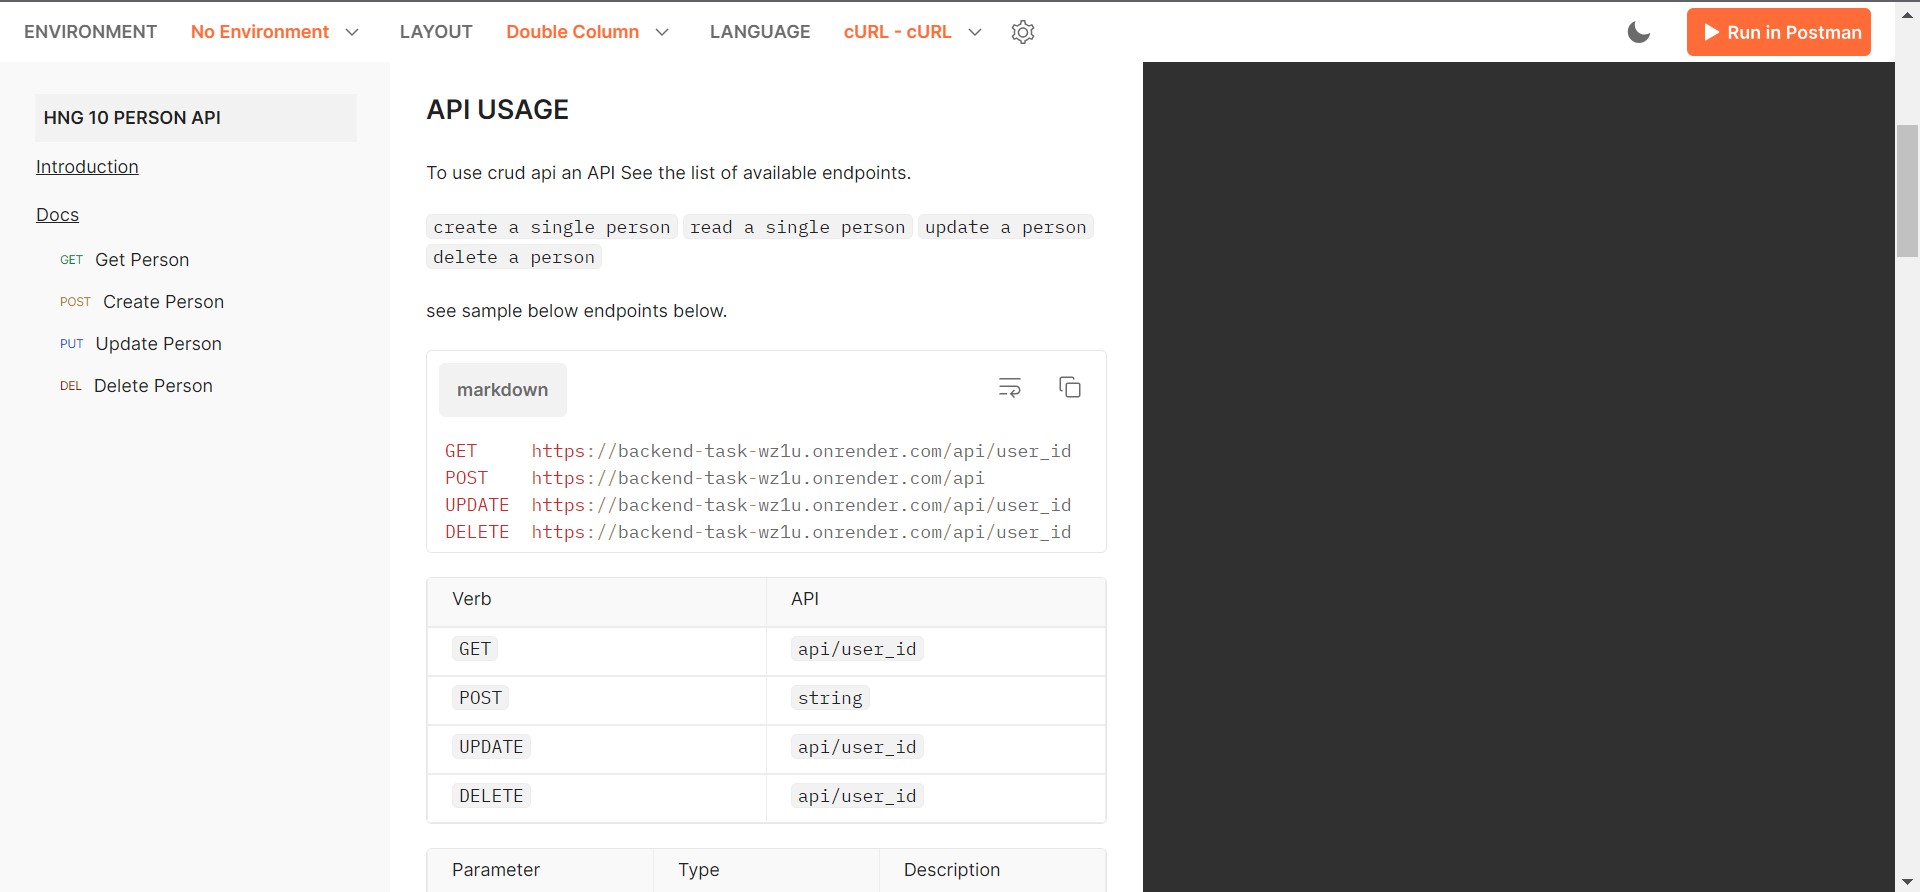 ENVIRONMENT No Environment LAYOUT Double Column LANGUAGE cURL - cURL Run in Postman
HNG 10 PERSON API
Introduction
Docs
GET Get Person
POST Create Person
PUT Update Person
DEL Delete Person
API USAGE
To use crud api an API See the list of available endpoints.
create a single person read a single person update a person
delete a person
see sample below endpoints below.
markdown
GET https://backend-task-wz1u.onrender.com/api/user_id
POST https://backend-task-wz1u.onrender.com/api
UPDATE https://backend-task-wz1u.onrender.com/api/user_id
DELETE https://backend-task-wz1u.onrender.com/api/user_id
Verb API
GET api/user_id
POST string
UPDATE api/user_id
DELETE api/user_id
Parameter Type Description